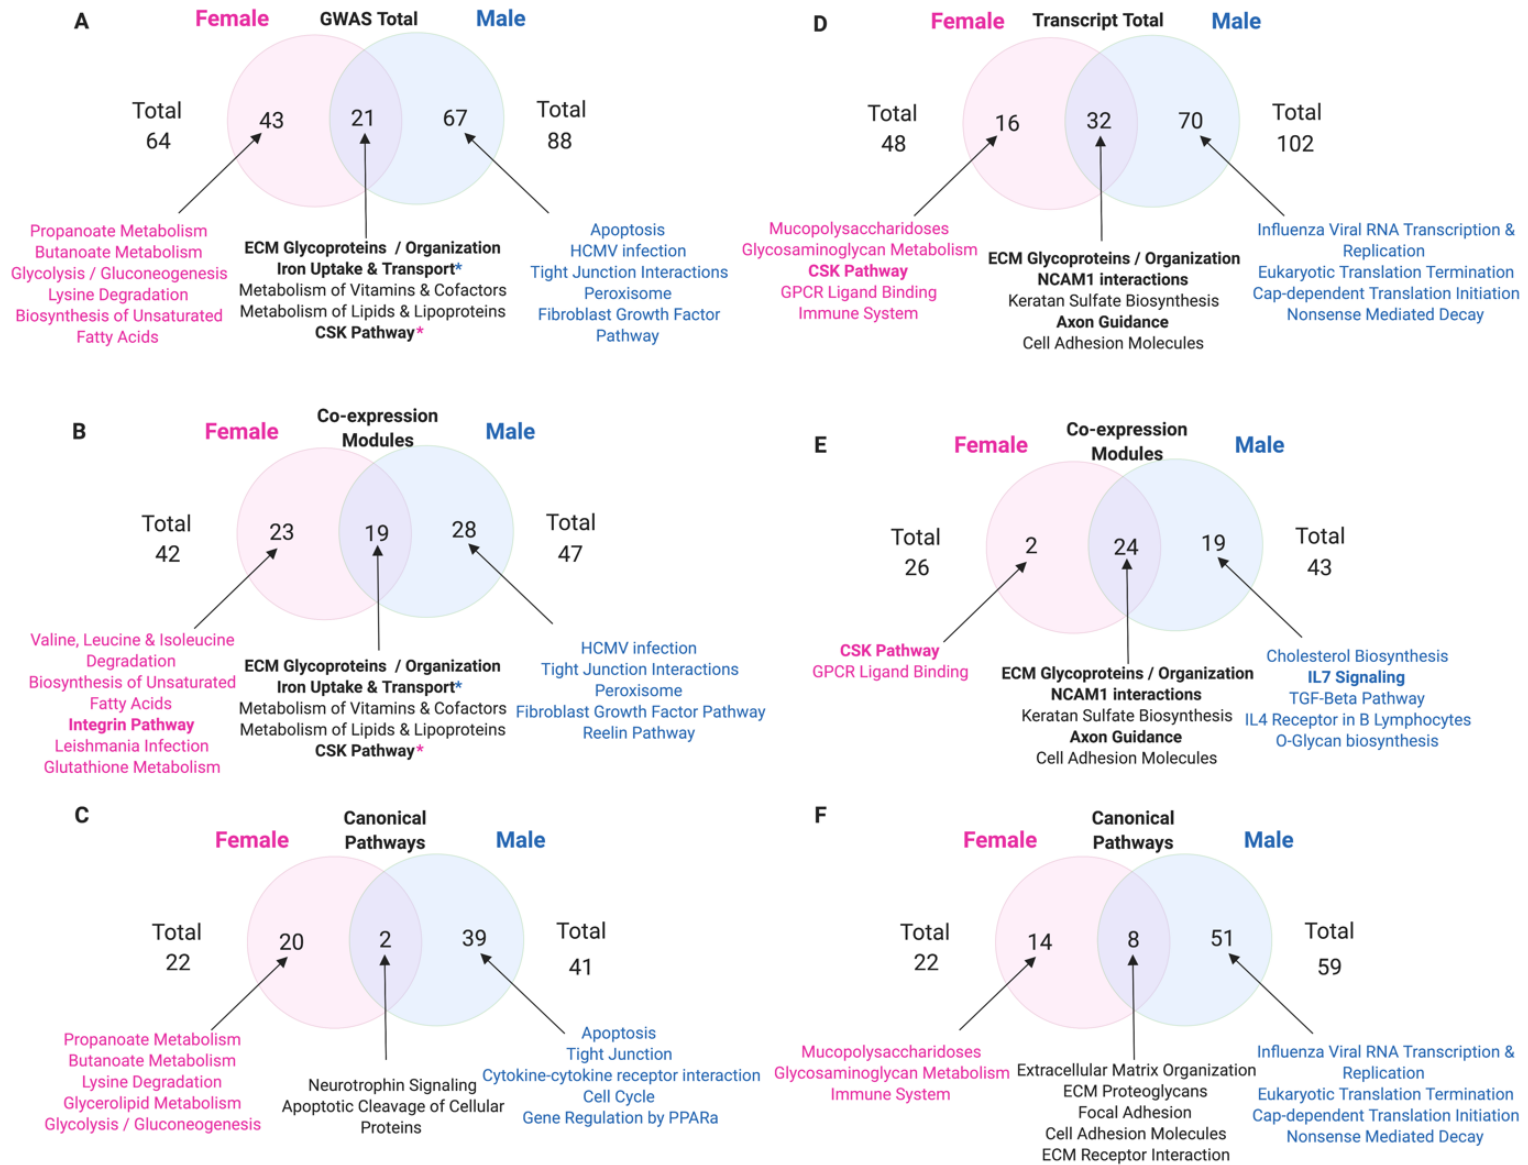 A
Female
GWAS Total
Male
Total
64
43
21
67
Total
88
Propanoate Metabolism
Butanoate Metabolism
Glycolysis / Gluconeogenesis
Lysine Degradation
Biosynthesis of Unsaturated
Fatty Acids
ECM Glycoproteins / Organization
Iron Uptake & Transport*
Metabolism of Vitamins & Cofactors
Metabolism of Lipids & Lipoproteins
CSK Pathway*
Apoptosis
HCMV infection
Tight Junction Interactions
Peroxisome
Fibroblast Growth Factor
Pathway
D
Female
Transcript Total
Male
Total
48
16
32
70
Total
102
Mucopolysaccharidoses
Glycosaminoglycan Metabolism
CSK Pathway
GPCR Ligand Binding
Immune System
ECM Glycoproteins / Organization
NCAM1 interactions
Keratan Sulfate Biosynthesis
Axon Guidance
Cell Adhesion Molecules
Influenza Viral RNA Transcription &
Replication
Eukaryotic Translation Termination
Cap-dependent Translation Initiation
Nonsense Mediated Decay
B
Female
Co-expression
Modules
Male
Total
42
23
19
28
Total
47
Valine, Leucine & Isoleucine
Degradation
Biosynthesis of Unsaturated
Fatty Acids
Integrin Pathway
Leishmania Infection
Glutathione Metabolism
ECM Glycoproteins / Organization
Iron Uptake & Transport*
Metabolism of Vitamins & Cofactors
Metabolism of Lipids & Lipoproteins
CSK Pathway*
HCMV infection
Tight Junction Interactions
Peroxisome
Fibroblast Growth Factor Pathway
Reelin Pathway
E
Female
Co-expression
Modules
Male
Total
26
2
24
19
Total
43
CSK Pathway
GPCR Ligand Binding
ECM Glycoproteins / Organization
NCAM1 interactions
Keratan Sulfate Biosynthesis
Axon Guidance
Cell Adhesion Molecules
Cholesterol Biosynthesis
IL7 Signaling
TGF-Beta Pathway
IL4 Receptor in B Lymphocytes
O-Glycan biosynthesis
C
Female
Canonical
Pathways
Male
Total
22
20
2
39
Total
41
Propanoate Metabolism
Butanoate Metabolism
Lysine Degradation
Glycerolipid Metabolism
Glycolysis / Gluconeogenesis
Neurotrophin Signaling
Apoptotic Cleavage of Cellular
Proteins
Apoptosis
Tight Junction
Cytokine-cytokine receptor interaction
Cell Cycle
Gene Regulation by PPARa
F
Female
Canonical
Pathways
Male
Total
22
14
8
51
Total
59
Mucopolysaccharidoses
Glycosaminoglycan Metabolism
Immune System
Extracellular Matrix Organization
ECM Proteoglycans
Focal Adhesion
Cell Adhesion Molecules
ECM Receptor Interaction
Influenza Viral RNA Transcription &
Replication
Eukaryotic Translation Termination
Cap-dependent Translation Initiation
Nonsense Mediated Decay